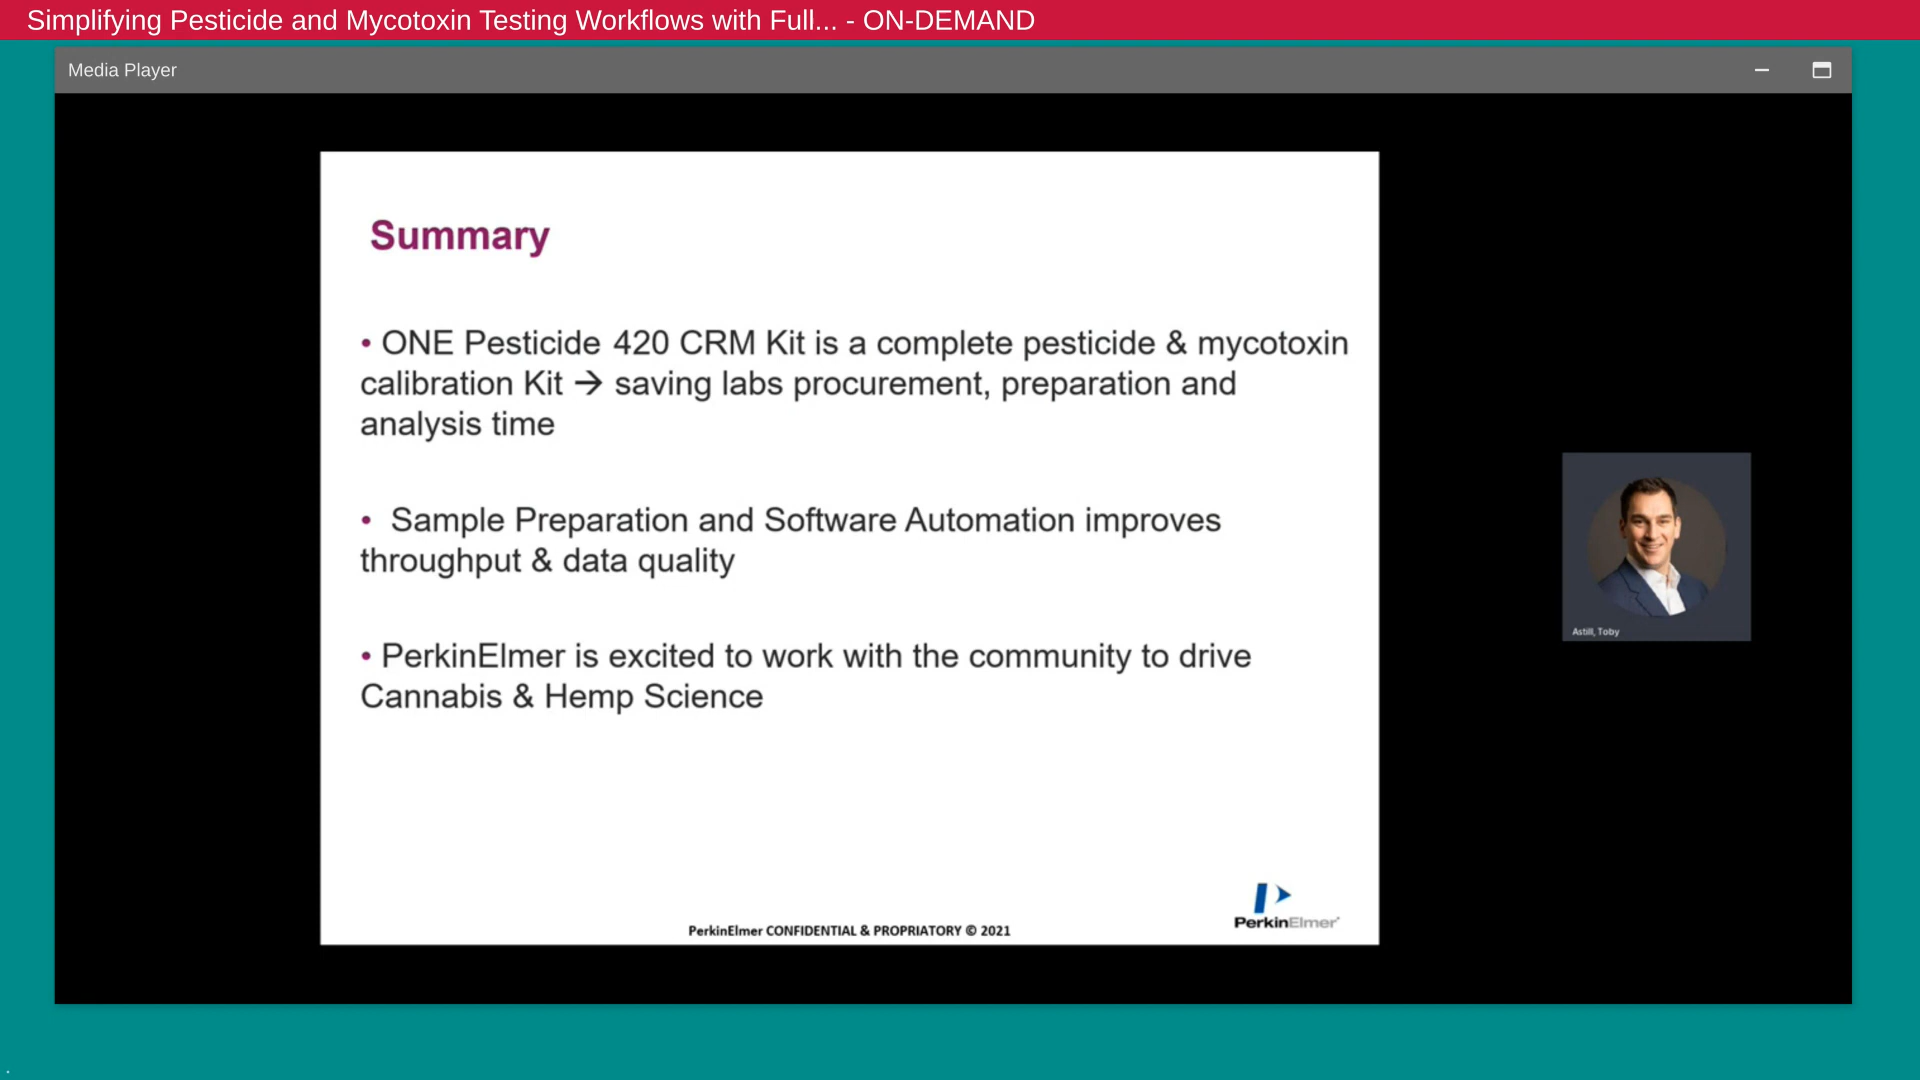 Simplifying Pesticide and Mycotoxin Testing Workflows with Full... - ON-DEMAND
Media Player
Summary
• ONE Pesticide 420 CRM Kit is a complete pesticide & mycotoxin
calibration Kit → saving labs procurement, preparation and
analysis time
• Sample Preparation and Software Automation improves
throughput & data quality
• PerkinElmer is excited to work with the community to drive
Cannabis & Hemp Science
Astill, Toby
PerkinElmer CONFIDENTIAL & PROPRIATORY © 2021
PerkinElmer